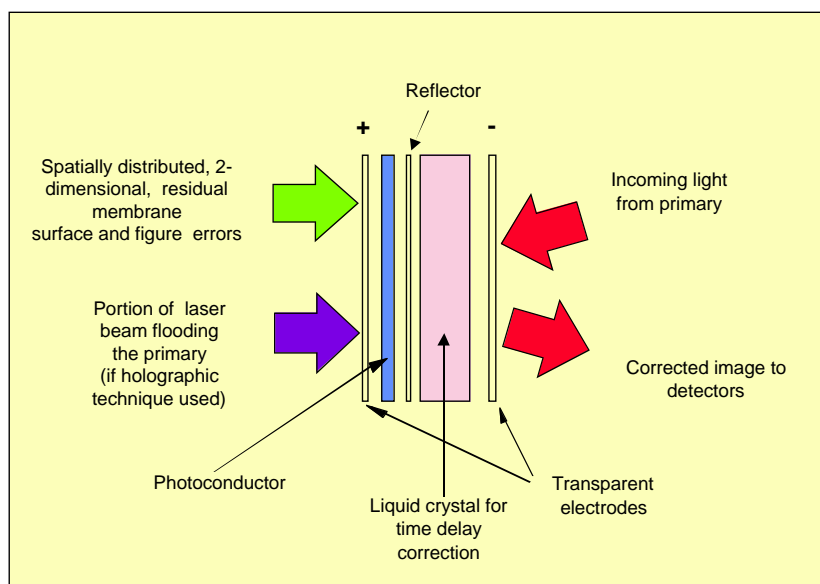 Reflector
+
-
Spatially distributed, 2-
dimensional, residual
membrane
surface and figure errors
Incoming light
from primary
Portion of laser
beam flooding
the primary
(if holographic
technique used)
Corrected image to
detectors
Photoconductor
Liquid crystal for
time delay
correction
Transparent
electrodes